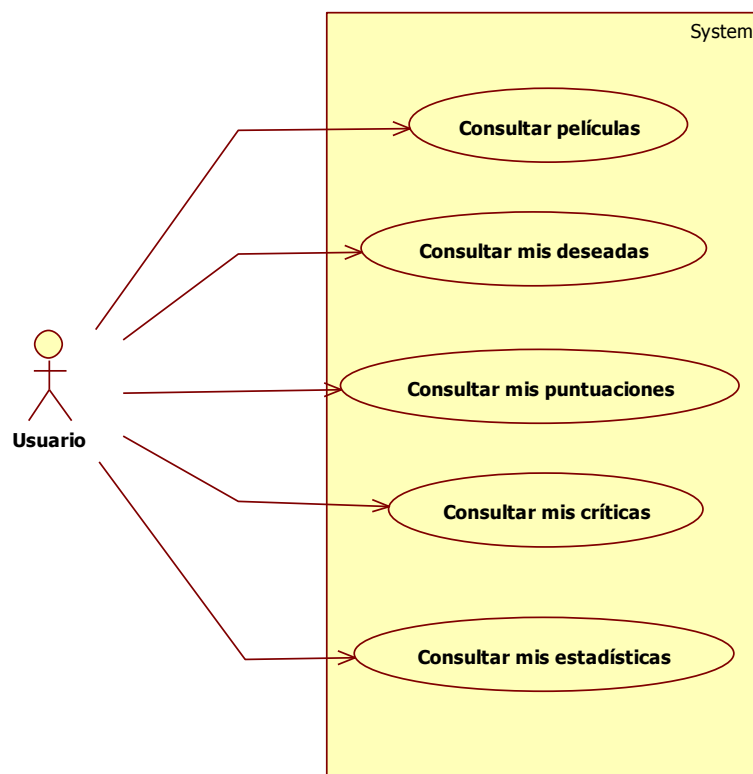 System
Consultar películas
Consultar mis deseadas
Consultar mis puntuaciones
Usuario
Consultar mis críticas
Consultar mis estadísticas